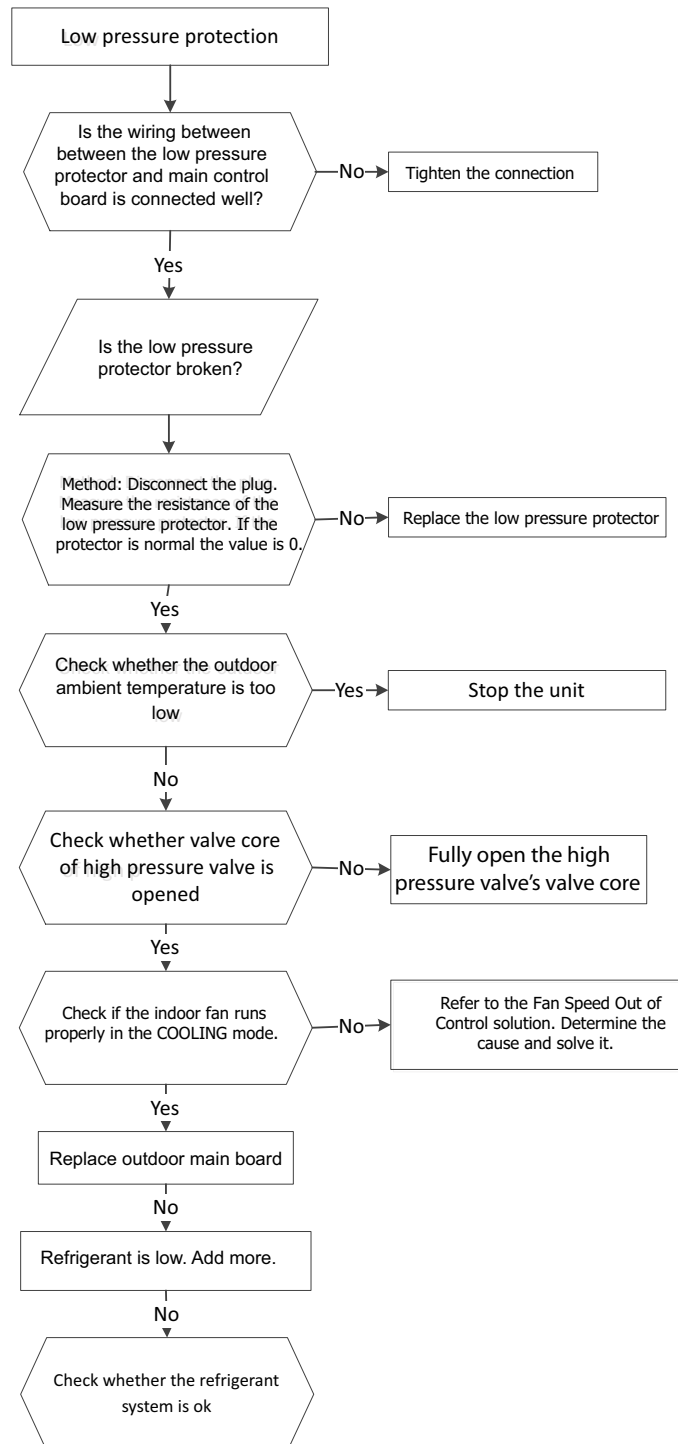 Low pressure protection
Is the wiring between
between the low pressure
protector and main control
board is connected well?
No
Tighten the connection
Yes
Is the low pressure
protector broken?
Method: Disconnect the plug.
Measure the resistance of the
low pressure protector. If the
protector is normal the value is 0.
No
Replace the low pressure protector
Yes
Check whether the outdoor
ambient temperature is too
low
Yes
Stop the unit
No
Check whether valve core
of high pressure valve is
opened
No
Fully open the high
pressure valve’s valve core
Yes
Check if the indoor fan runs
properly in the COOLING mode.
No
Refer to the Fan Speed Out of
Control solution. Determine the
cause and solve it.
Yes
Replace outdoor main board
No
Refrigerant is low. Add more.
No
Check whether the refrigerant
system is ok